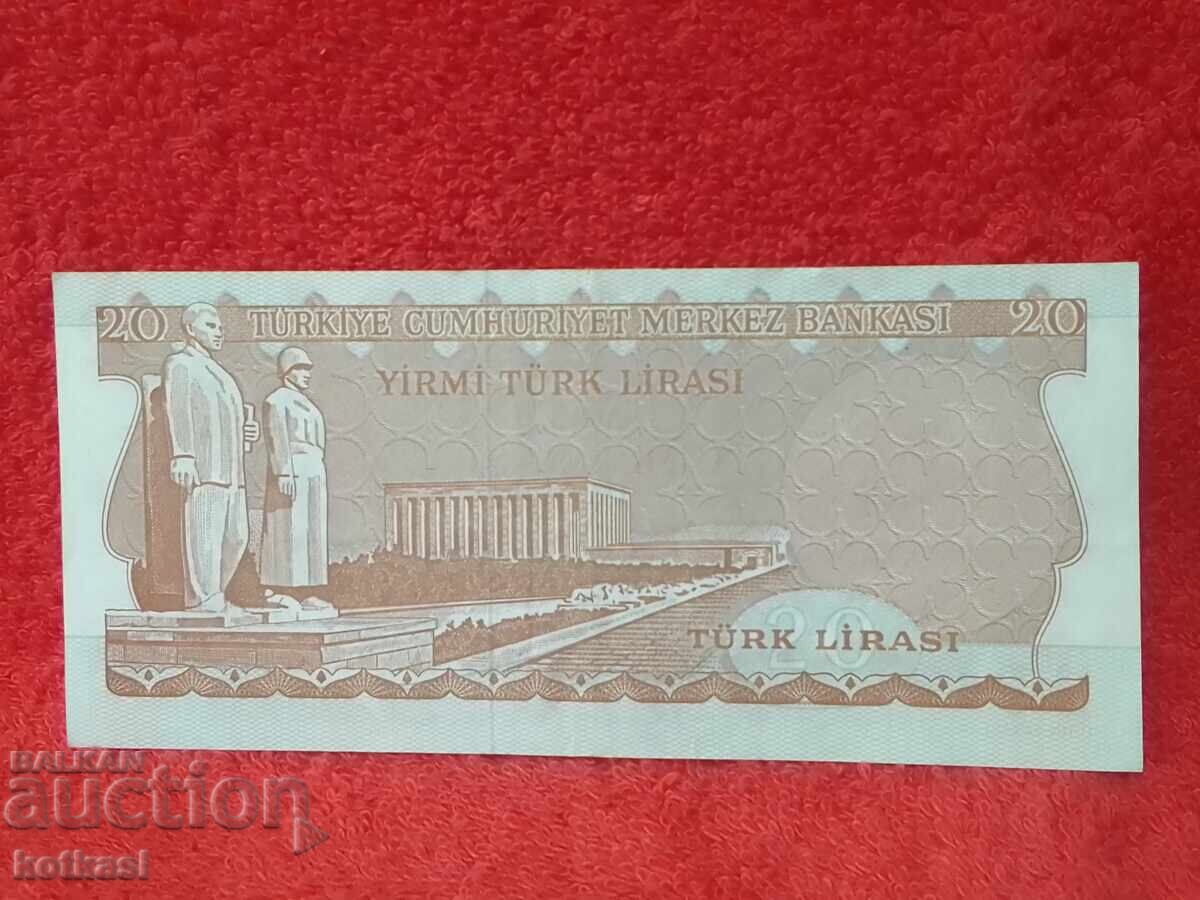 20 TÜRKİYE CUMHURİYET MERKEZ BANKASI 20
YİRMİ TÜRK LİRASI
20
TÜRK LİRASI
BALKAN
auction
kotkasl